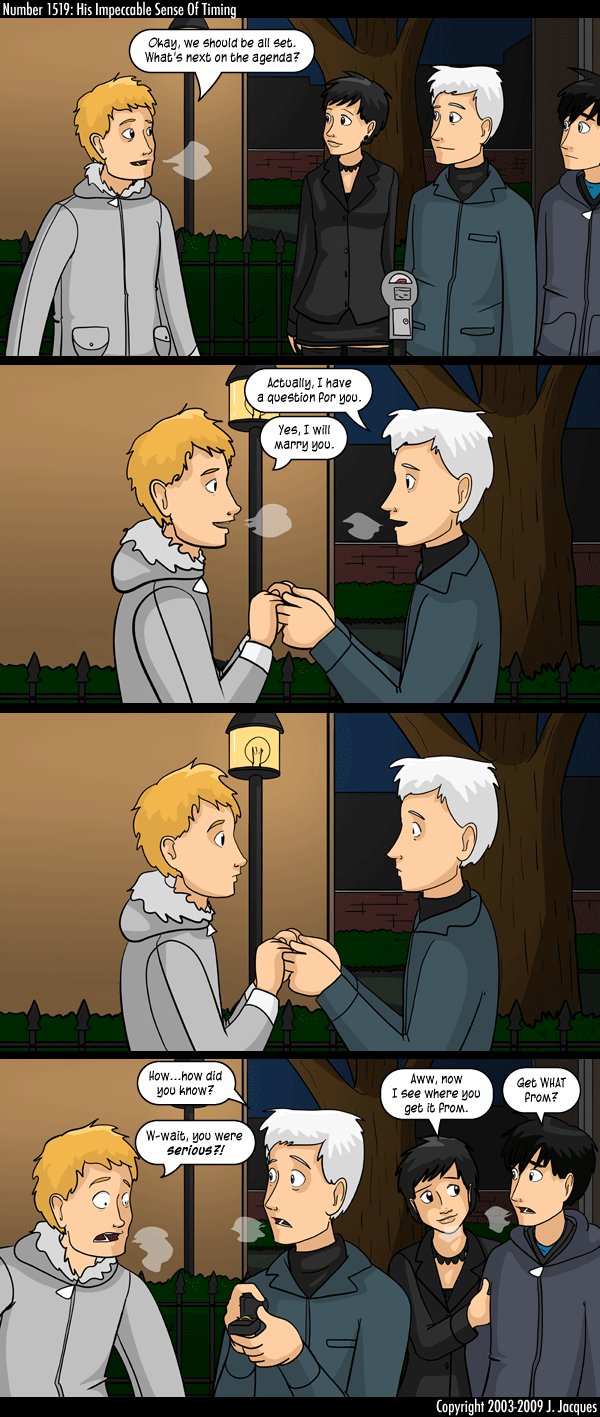 Number 1519: His Impeccable Sense Of Timing
Okay, we should be all set.
What's next on the agenda?
Actually, I have
a question for you.
Yes, I will
marry you.
How...how did
you know?
W-wait, you were
serious?!
Aww, now
I see where you
get it from.
Get WHAT
from?
Copyright 2003-2009 J. Jacques